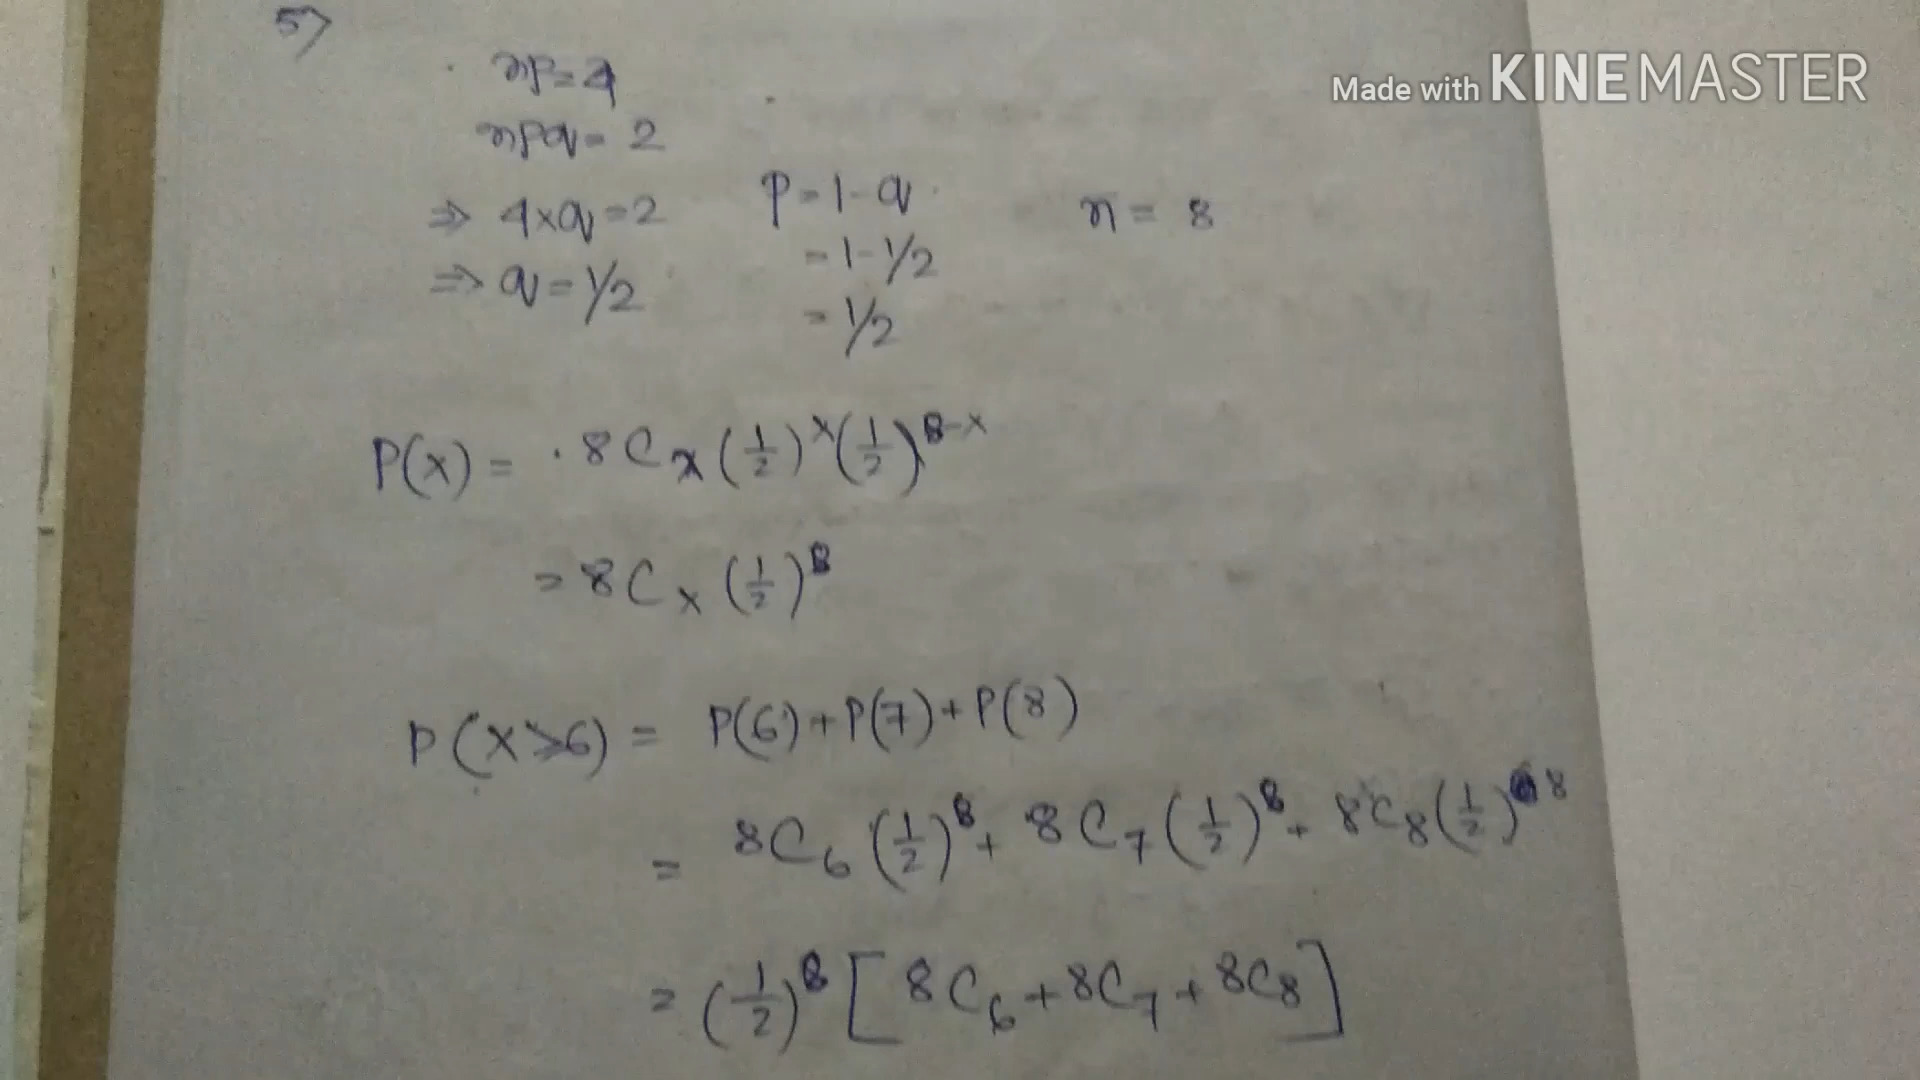 5)
Made with KINEMASTER
np=4
npq= 2
⇒ 4×q=2 p=1-q n = 8
=1-1/2
⇒ q=1/2
=1/2
P(x) = 8Cx (1/2)^x (1/2)^8-x
= 8Cx (1/2)^8
P(x≥6) = P(6)+P(7)+P(8)
= 8C6 (1/2)^8 + 8C7 (1/2)^8 + 8C8 (1/2)^8
= (1/2)^8 [ 8C6 + 8C7 + 8C8 ]